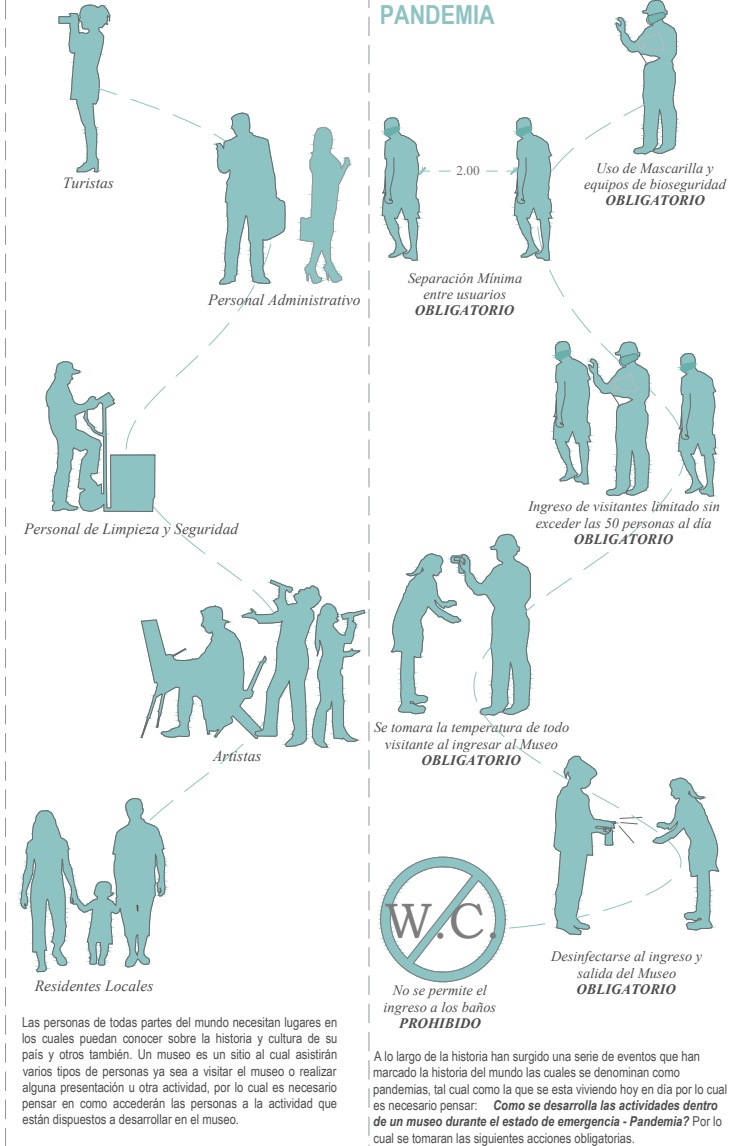 Turistas
Personal Administrativo
Personal de Limpieza y Seguridad
Artistas
Residentes Locales
Las personas de todas partes del mundo necesitan lugares en
los cuales puedan conocer sobre la historia y cultura de su
país y otros también. Un museo es un sitio al cual asistirán
varios tipos de personas ya sea a visitar el museo o realizar
alguna presentación u otra actividad, por lo cual es necesario
pensar en como accederán las personas a la actividad que
están dispuestos a desarrollar en el museo.
PANDEMIA
Uso de Mascarilla y
equipos de bioseguridad
OBLIGATORIO
2.00
Separación Mínima
entre usuarios
OBLIGATORIO
Ingreso de visitantes limitado sin
exceder las 50 personas al día
OBLIGATORIO
Se tomara la temperatura de todo
visitante al ingresar al Museo
OBLIGATORIO
Desinfectarse al ingreso y
salida del Museo
OBLIGATORIO
W.C.
No se permite el
ingreso a los baños
PROHIBIDO
A lo largo de la historia han surgido una serie de eventos que han
marcado la historia del mundo las cuales se denominan como
pandemias, tal cual como la que se esta viviendo hoy en día por lo cual
es necesario pensar: Como se desarrolla las actividades dentro
de un museo durante el estado de emergencia - Pandemia? Por lo
cual se tomaran las siguientes acciones obligatorias.